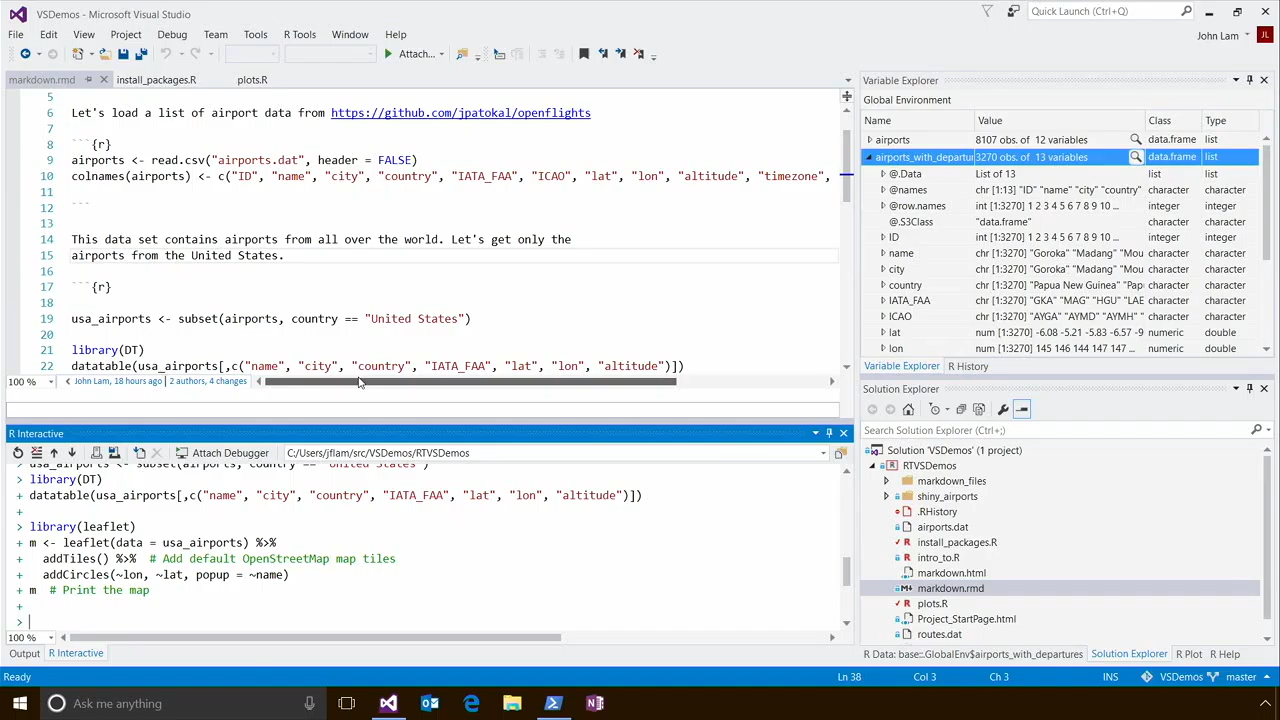 VSDemos - Microsoft Visual Studio
Quick Launch (Ctrl+Q)
File Edit View Project Debug Team Tools R Tools Window Help
John Lam JL
Attach...
markdown.rmd install_packages.R plots.R
5
6 Let's load a list of airport data from https://github.com/jpatokal/openflights
7
8 ```{r}
9 airports <- read.csv("airports.dat", header = FALSE)
10 colnames(airports) <- c("ID", "name", "city", "country", "IATA_FAA", "ICAO", "lat", "lon", "altitude", "timezone",
11
12 ```
13
14 This data set contains airports from all over the world. Let's get only the
15 airports from the United States.
16
17 ```{r}
18
19 usa_airports <- subset(airports, country == "United States")
20
21 library(DT)
22 datatable(usa_airports[,c("name", "city", "country", "IATA_FAA", "lat", "lon", "altitude")])
100 % John Lam, 18 hours ago | 2 authors, 4 changes
R Interactive
Attach Debugger C:/Users/jflam/src/VSDemos/RTVSDemos
usa_airports <- subset(airports, country == "United States")
> library(DT)
> datatable(usa_airports[,c("name", "city", "country", "IATA_FAA", "lat", "lon", "altitude")])
+
> library(leaflet)
+ m <- leaflet(data = usa_airports) %>%
+ addTiles() %>% # Add default OpenStreetMap map tiles
+ addCircles(~lon, ~lat, popup = ~name)
+ m # Print the map
+
>
100 %
Output R Interactive
Variable Explorer
Global Environment
Name Value Class Type
airports 8107 obs. of 12 variables data.frame list
airports_with_departur 3270 obs. of 13 variables data.frame list
@.Data List of 13 list list
@names chr [1:13] "ID" "name" "city" "country" character character
@row.names int [1:3270] 1 2 3 4 5 6 7 8 9 10 ... integer integer
@.S3Class "data.frame" character character
ID int [1:3270] 1 2 3 4 5 6 7 8 9 10 ... integer integer
name chr [1:3270] "Goroka" "Madang" "Mou character character
city chr [1:3270] "Goroka" "Madang" "Mou character character
country chr [1:3270] "Papua New Guinea" "Pap character character
IATA_FAA chr [1:3270] "GKA" "MAG" "HGU" "LAE character character
ICAO chr [1:3270] "AYGA" "AYMD" "AYMH" " character character
lat num [1:3270] -6.08 -5.21 -5.83 -6.57 -9 numeric double
lon num [1:3270] 145 146 144 147 147 ... numeric double
Variable Explorer R History
Solution Explorer
Search Solution Explorer (Ctrl+;)
Solution 'VSDemos' (1 project)
RTVSDemos
markdown_files
shiny_airports
.RHistory
airports.dat
install_packages.R
intro_to.R
markdown.html
markdown.rmd
plots.R
Project_StartPage.html
routes.dat
R Data: base::.GlobalEnv$airports_with_departures Solution Explorer R Plot R Help
Ready Ln 38 Col 3 Ch 3 INS VSDemos master
Ask me anything